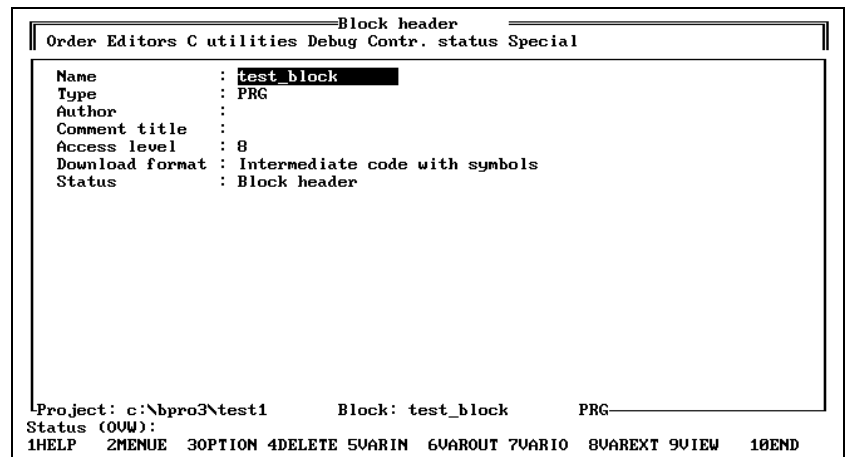 Block header
Order Editors C utilities Debug Contr. status Special
Name : test_block
Type : PRG
Author :
Comment title :
Access level : 8
Download format : Intermediate code with symbols
Status : Block header
Project: c:\bpro3\test1 Block: test_block PRG
Status (OVW):
1HELP 2MENUE 3OPTION 4DELETE 5VARIN 6VAROUT 7VARIO 8VAREXT 9VIEW 10END